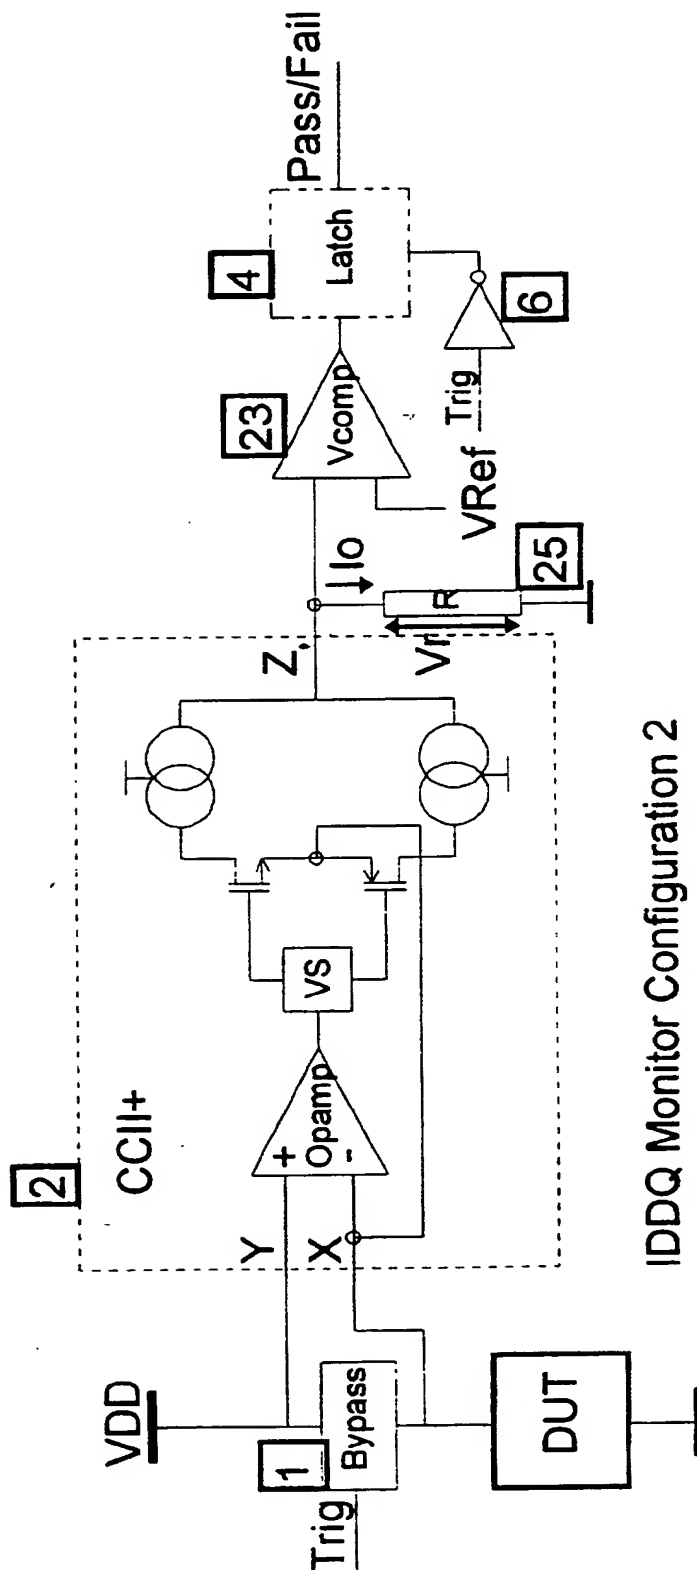 VDD
2
CCII+
Y
X
+
Opamp
-
VS
Z
4
Pass/Fail
Latch
23
Vcomp
Io
Trig
6
VRef
R
Vr
25
1
Bypass
Trig
DUT
IDDQ Monitor Configuration 2